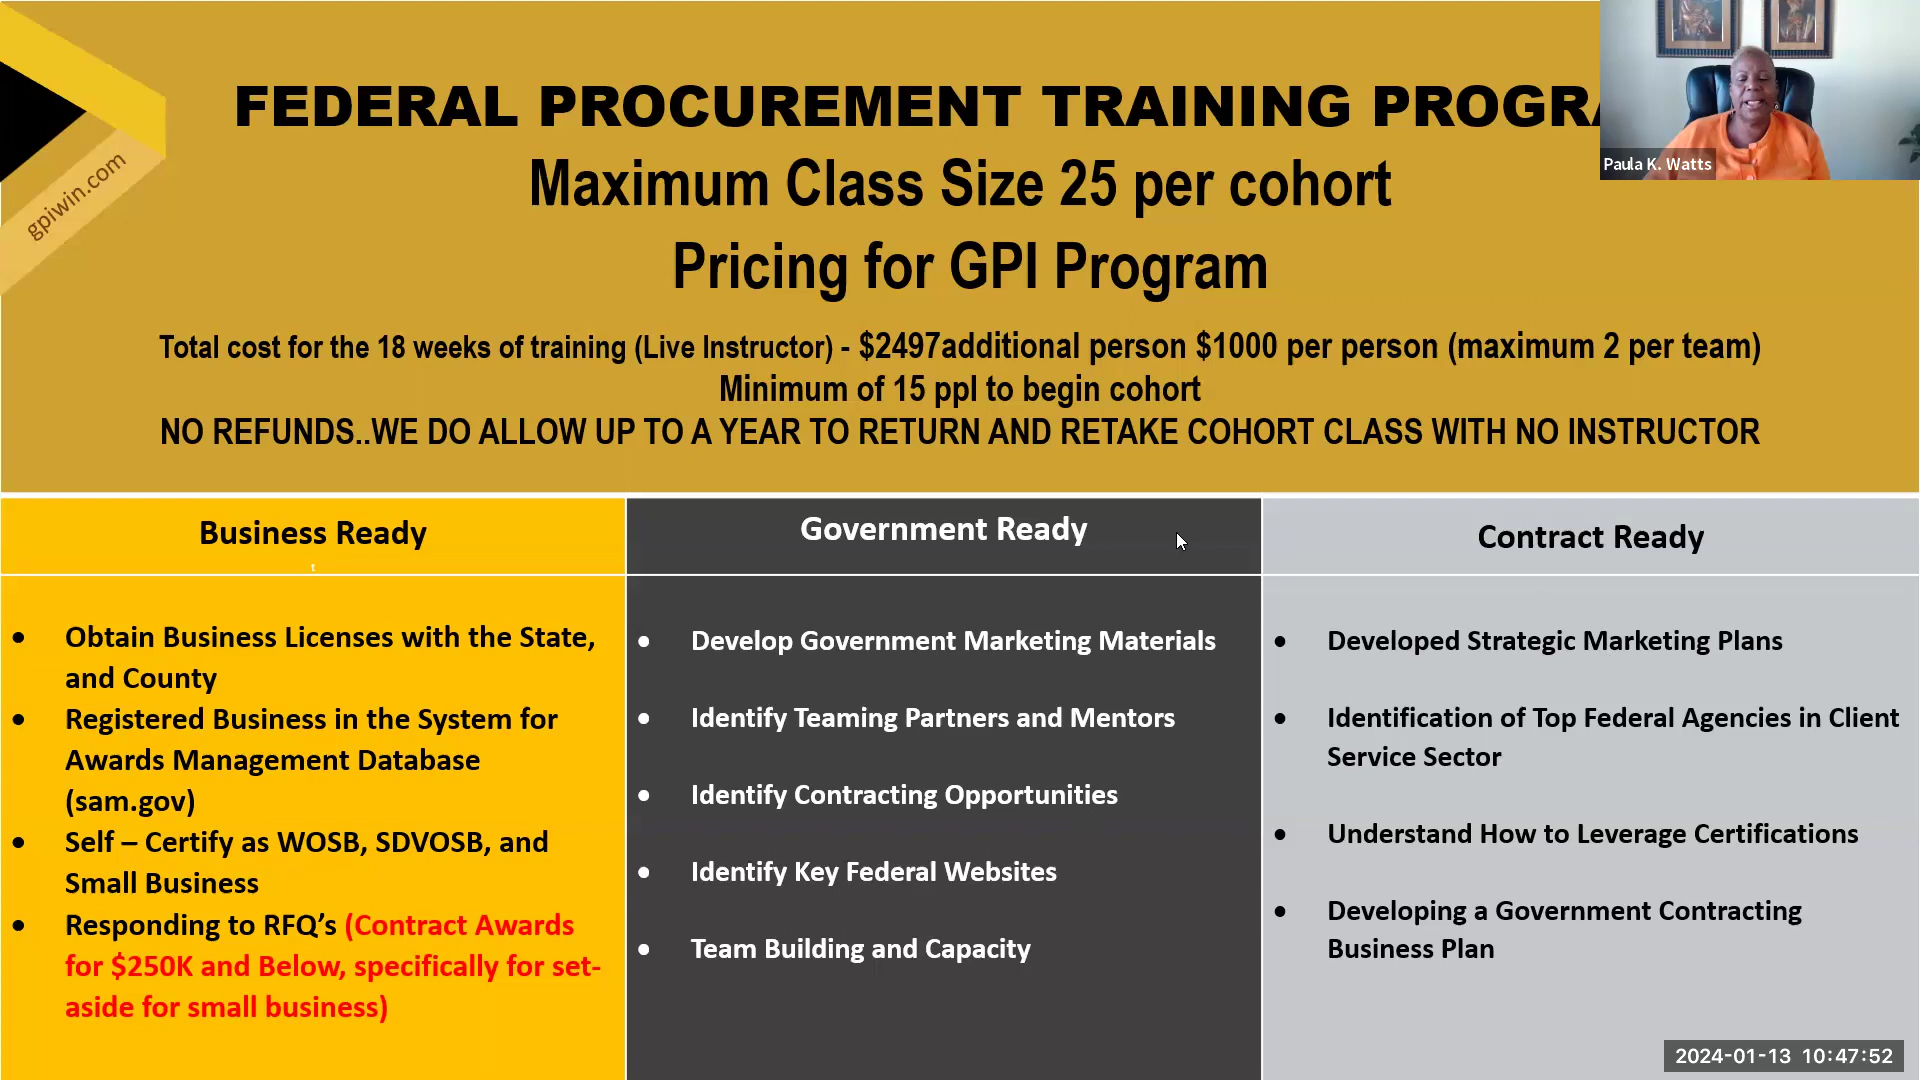 FEDERAL PROCUREMENT TRAINING PROGRA
Paula K. Watts
gpiwin.com
Maximum Class Size 25 per cohort
Pricing for GPI Program
Total cost for the 18 weeks of training (Live Instructor) - $2497additional person $1000 per person (maximum 2 per team)
Minimum of 15 ppl to begin cohort
NO REFUNDS..WE DO ALLOW UP TO A YEAR TO RETURN AND RETAKE COHORT CLASS WITH NO INSTRUCTOR
Business Ready
t
• Obtain Business Licenses with the State,
and County
• Registered Business in the System for
Awards Management Database
(sam.gov)
• Self – Certify as WOSB, SDVOSB, and
Small Business
• Responding to RFQ’s (Contract Awards
for $250K and Below, specifically for set-
aside for small business)
Government Ready
• Develop Government Marketing Materials
• Identify Teaming Partners and Mentors
• Identify Contracting Opportunities
• Identify Key Federal Websites
• Team Building and Capacity
Contract Ready
• Developed Strategic Marketing Plans
• Identification of Top Federal Agencies in Client
Service Sector
• Understand How to Leverage Certifications
• Developing a Government Contracting
Business Plan
2024-01-13 10:47:52